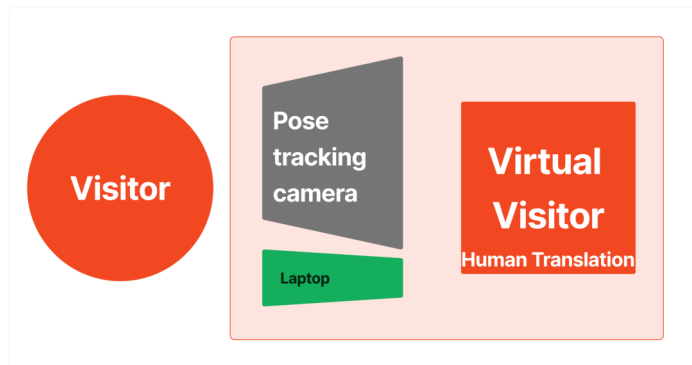 Visitor
Pose
tracking
camera
Laptop
Virtual
Visitor
Human Translation